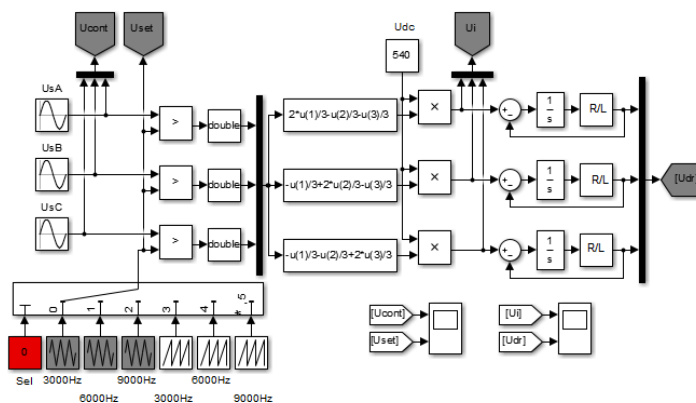 Ucont Uset Udc Ui
540
UsA
> double 2*u(1)/3-u(2)/3-u(3)/3 × 1/s R/L
UsB
> double -u(1)/3+2*u(2)/3-u(3)/3 × 1/s R/L
[Udr]
UsC
> double -u(1)/3-u(2)/3+2*u(3)/3 × 1/s R/L
0 1 2 3 4 *, 5
[Ucont] [Ui]
[Uset] [Udr]
0
Sel 3000Hz 9000Hz 6000Hz
6000Hz 3000Hz 9000Hz